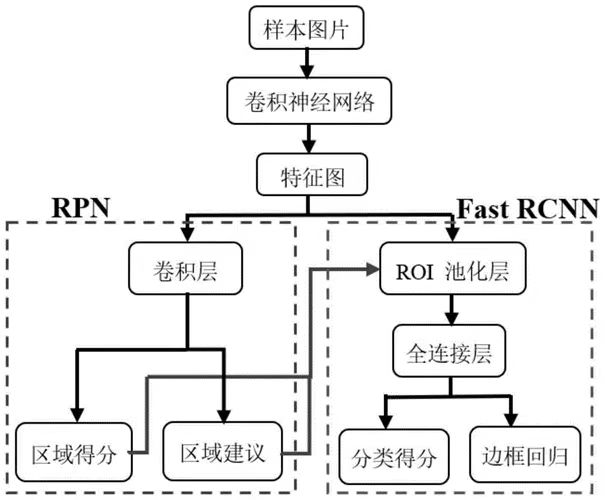 样本图片
卷积神经网络
特征图
RPN
Fast RCNN
卷积层
ROI 池化层
全连接层
区域得分
区域建议
分类得分
边框回归